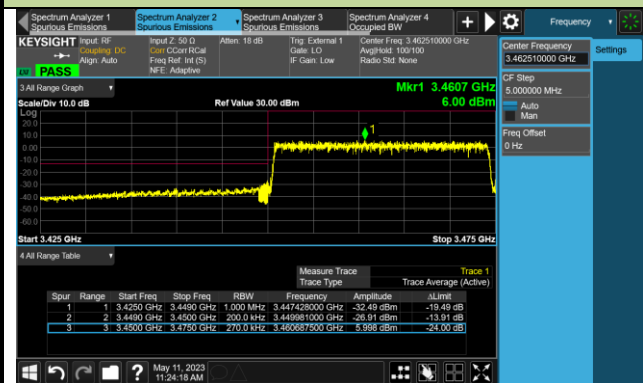 Spectrum Analyzer 1
Spurious Emissions
Spectrum Analyzer 2
Spurious Emissions
Spectrum Analyzer 3
Spurious Emissions
Spectrum Analyzer 4
Occupied BW
Frequency
KEYSIGHT
Input: RF
Coupling: DC
Align: Auto
Input Z: 50 Ω
Corr CCorr RCal
Freq Ref: Int (S)
NFE: Adaptive
Atten: 18 dB
Trig: External 1
Gate: LO
IF Gain: Low
Center Freq: 3.462510000 GHz
Avg|Hold: 100/100
Radio Std: None
PASS
Center Frequency
3.462510000 GHz
Settings
CF Step
5.000000 MHz
Auto
Man
Freq Offset
0 Hz
3 All Range Graph
Mkr1 3.4607 GHz
Scale/Div 10.0 dB
Ref Value 30.00 dBm
6.00 dBm
Log
20.0
10.0
0.00
-10.0
-20.0
-30.0
-40.0
-50.0
-60.0
1
Start 3.425 GHz
Stop 3.475 GHz
4 All Range Table
Measure Trace Trace 1
Trace Type Trace Average (Active)
Spur Range Start Freq Stop Freq RBW Frequency Amplitude ΔLimit
1 1 3.4250 GHz 3.4490 GHz 1.000 MHz 3.447428000 GHz -32.49 dBm -19.49 dB
2 2 3.4490 GHz 3.4500 GHz 200.0 kHz 3.449981000 GHz -26.91 dBm -13.91 dB
3 3 3.4500 GHz 3.4750 GHz 270.0 kHz 3.460687500 GHz 5.998 dBm -24.00 dB
?
May 11, 2023
11:24:18 AM